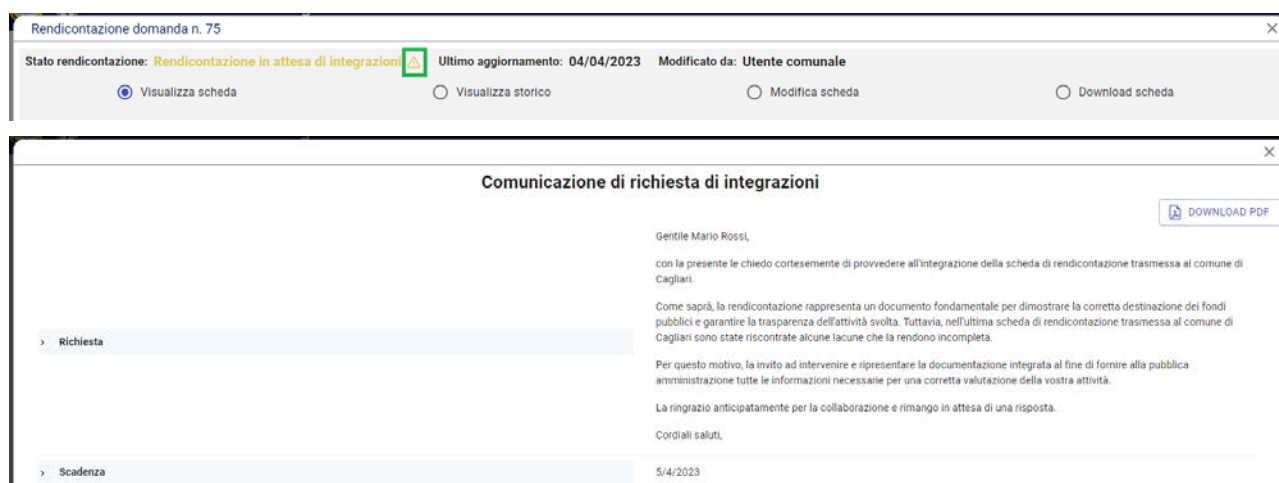 Rendicontazione domanda n. 75
Stato rendicontazione: Rendicontazione in attesa di integrazioni Ultimo aggiornamento: 04/04/2023 Modificato da: Utente comunale
Visualizza scheda Visualizza storico Modifica scheda Download scheda
Comunicazione di richiesta di integrazioni
DOWNLOAD PDF
Gentile Mario Rossi,
con la presente le chiedo cortesemente di provvedere all'integrazione della scheda di rendicontazione trasmessa al comune di
Cagliari.
Come saprà, la rendicontazione rappresenta un documento fondamentale per dimostrare la corretta destinazione dei fondi
pubblici e garantire la trasparenza dell'attività svolta. Tuttavia, nell'ultima scheda di rendicontazione trasmessa al comune di
Richiesta
Cagliari sono state riscontrate alcune lacune che la rendono incompleta.
Per questo motivo, la invito ad intervenire e ripresentare la documentazione integrata al fine di fornire alla pubblica
amministrazione tutte le informazioni necessarie per una corretta valutazione della vostra attività.
La ringrazio anticipatamente per la collaborazione e rimango in attesa di una risposta.
Cordiali saluti,
Scadenza 5/4/2023